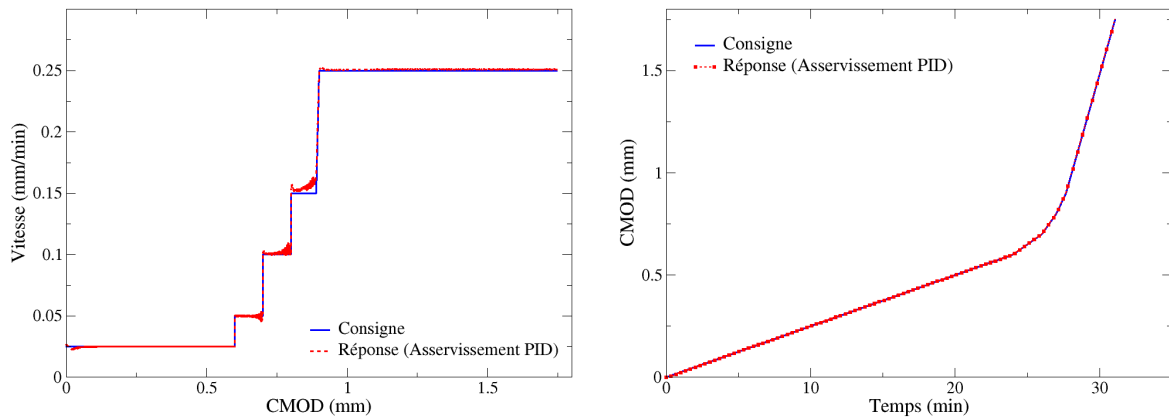 0.25
0.2
0.15
0.1
0.05
0
Vitesse (mm/min)
Consigne
Réponse (Asservissement PID)
0
0.5
1
1.5
CMOD (mm)
Consigne
Réponse (Asservissement PID)
1.5
1
0.5
0
CMOD (mm)
0
10
20
30
Temps (min)